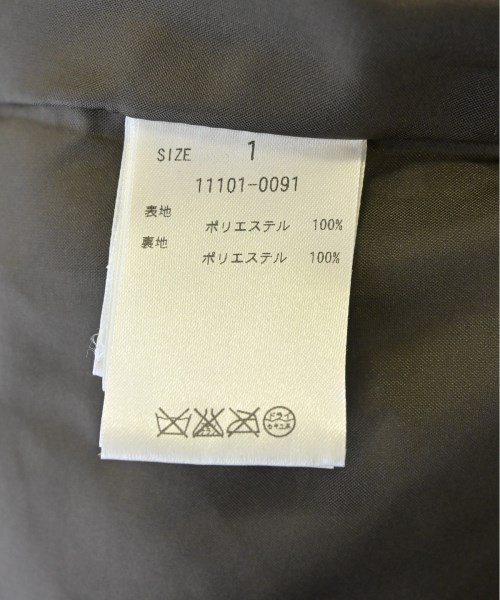 SIZE 1
11101-0091
表地 ポリエステル 100%
裏地 ポリエステル 100%
ドライ